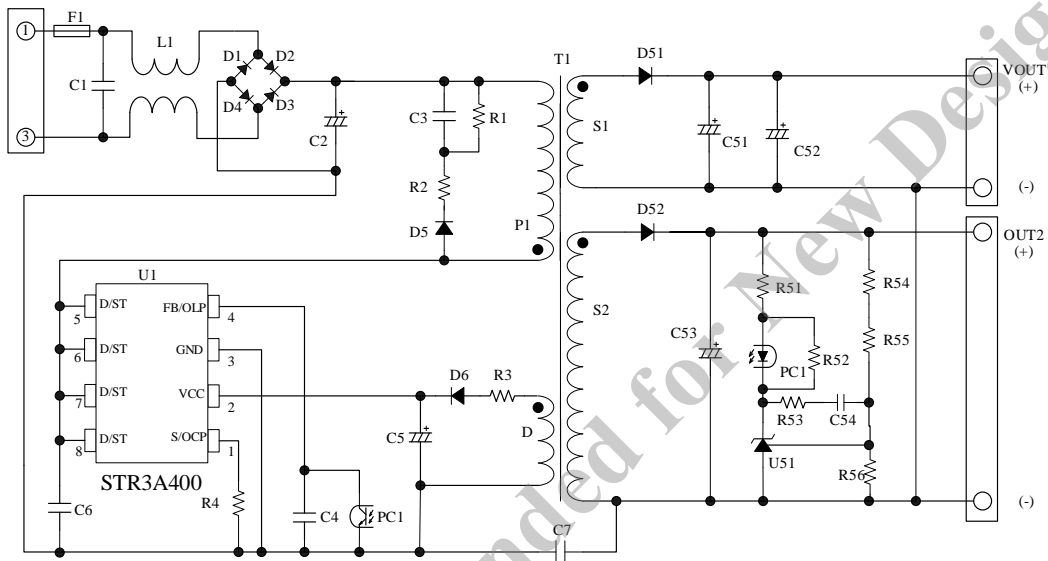 1
F1
L1
C1
3
D1
D2
D4
D3
C2
C3
R1
R2
D5
P1
T1
S1
D51
C51
C52
VOUT
(+)
(-)
U1
D/ST
5
D/ST
6
D/ST
7
D/ST
8
FB/OLP
4
GND
3
VCC
2
S/OCP
1
STR3A400
C6
R4
C4
PC1
C5
D6
R3
D
S2
C7
D52
C53
R51
PC1
R52
R53
C54
U51
R54
R55
R56
OUT2
(+)
(-)
nded for New Desig